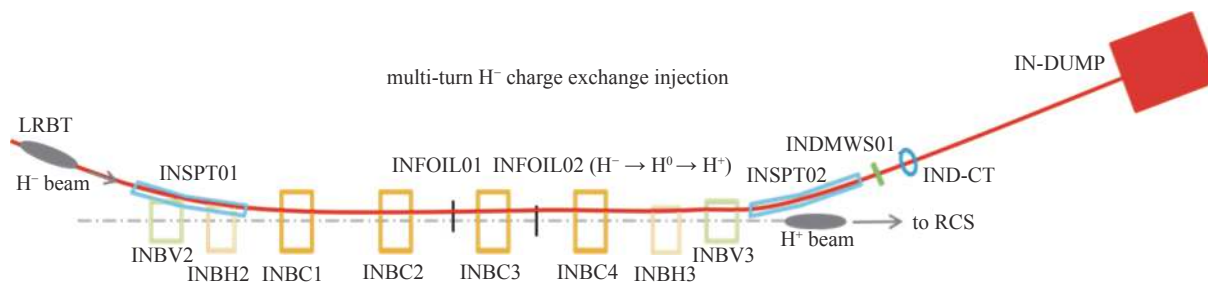 IN-DUMP
multi-turn H⁻ charge exchange injection
LRBT
INDMWS01
INFOIL01 INFOIL02 (H⁻ → H⁰ → H⁺)
INSPT01
INSPT02
IND-CT
H⁻ beam
to RCS
H⁺ beam
INBV2
INBH2
INBC1
INBC2
INBC3
INBC4
INBH3
INBV3